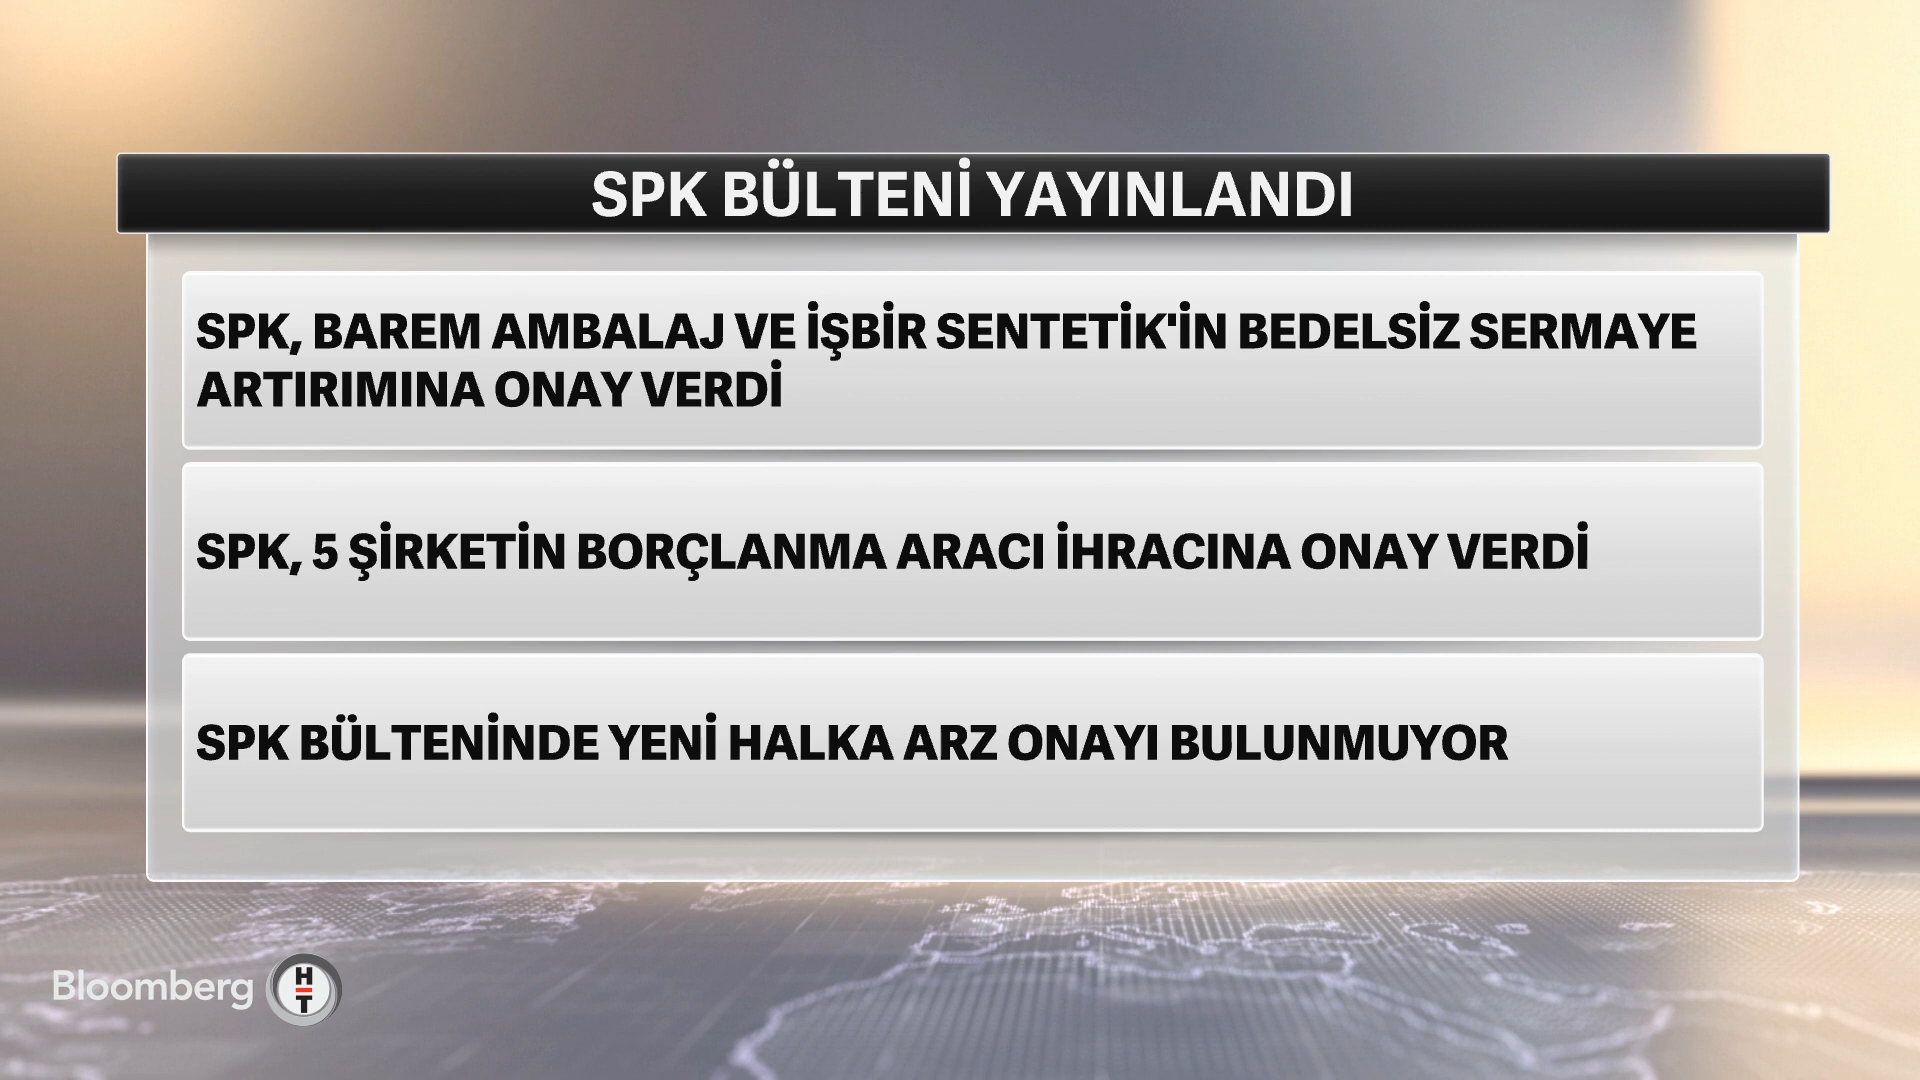 SPK BÜLTENİ YAYINLANDI
SPK, BAREM AMBALAJ VE İŞBİR SENTETİK'İN BEDELSİZ SERMAYE
ARTIRIMINA ONAY VERDİ
SPK, 5 ŞİRKETİN BORÇLANMA ARACI İHRACINA ONAY VERDİ
SPK BÜLTENİNDE YENİ HALKA ARZ ONAYI BULUNMUYOR
Bloomberg HT